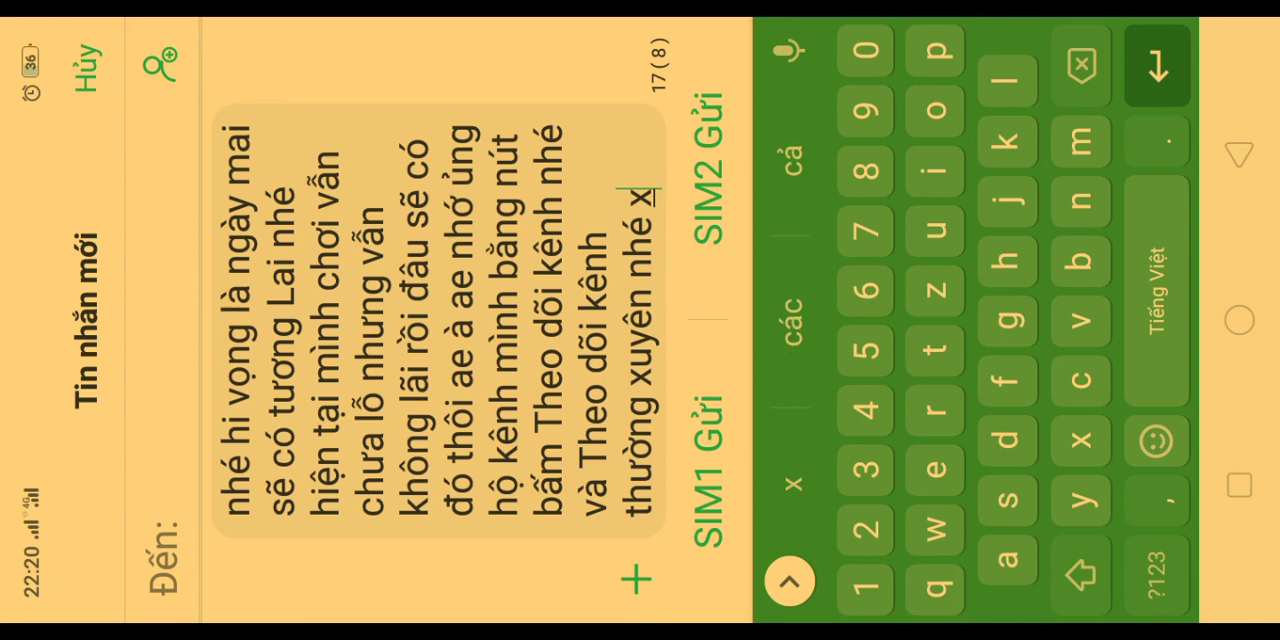 22:20
4G
36
Tin nhắn mới
Hủy
Đến:
nhé hi vọng là ngày mai
sẽ có tương Lai nhé
hiện tại mình chơi vẫn
chưa lỗ nhưng vẫn
không lãi rồi đâu sẽ có
đó thôi ae à ae nhớ ủng
hộ kênh mình bằng nút
bấm Theo dõi kênh nhé
và Theo dõi kênh
thường xuyên nhé x
17(8)
SIM1 Gửi
SIM2 Gửi
x
các
cả
1 2 3 4 5 6 7 8 9 0
q w e r t z u i o p
a s d f g h j k l
y x c v b n m
?123 , Tiếng Việt .